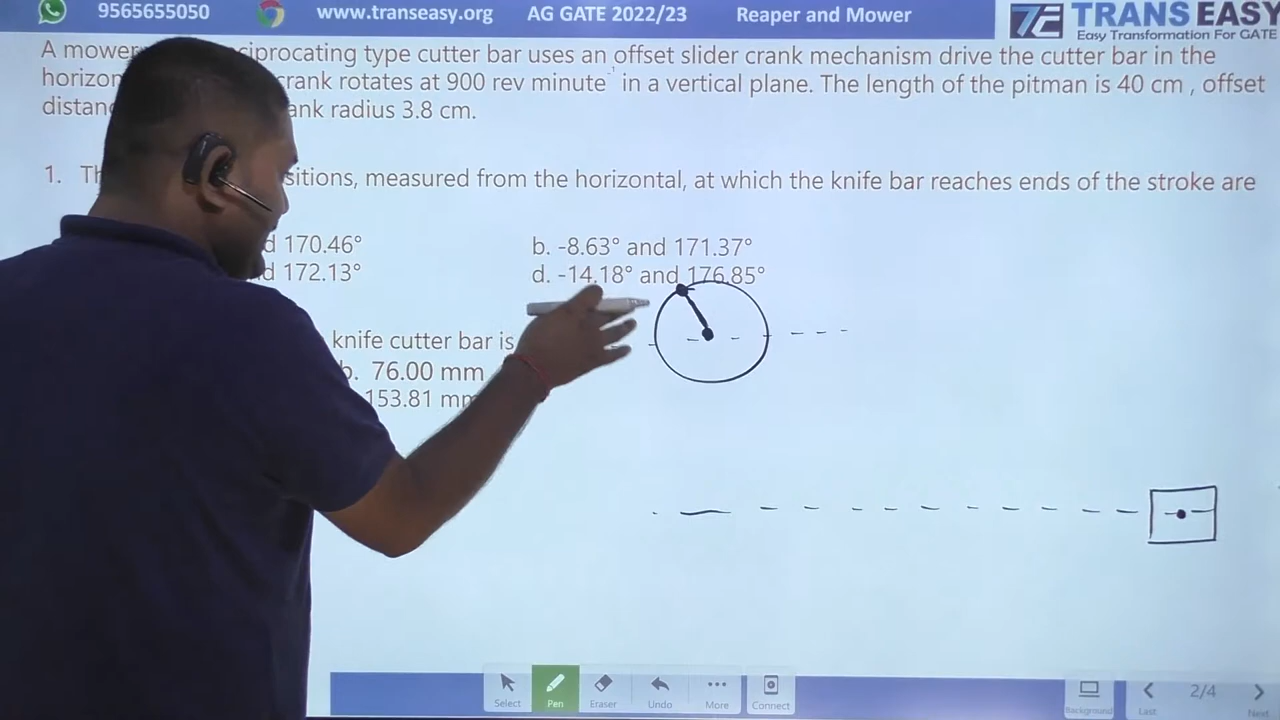 9565655050 www.transeasy.org AG GATE 2022/23 Reaper and Mower
TRANS EASY
Easy Transformation For GATE
A mower ciprocating type cutter bar uses an offset slider crank mechanism drive the cutter bar in the
horizon rank rotates at 900 rev minute⁻¹ in a vertical plane. The length of the pitman is 40 cm , offset
distan ank radius 3.8 cm.
1. Th sitions, measured from the horizontal, at which the knife bar reaches ends of the stroke are
d 170.46° b. -8.63° and 171.37°
d 172.13° d. -14.18° and 176.85°
knife cutter bar is
b. 76.00 mm
153.81 mm
Select Pen Eraser Undo More Connect Background Last 2/4 Next